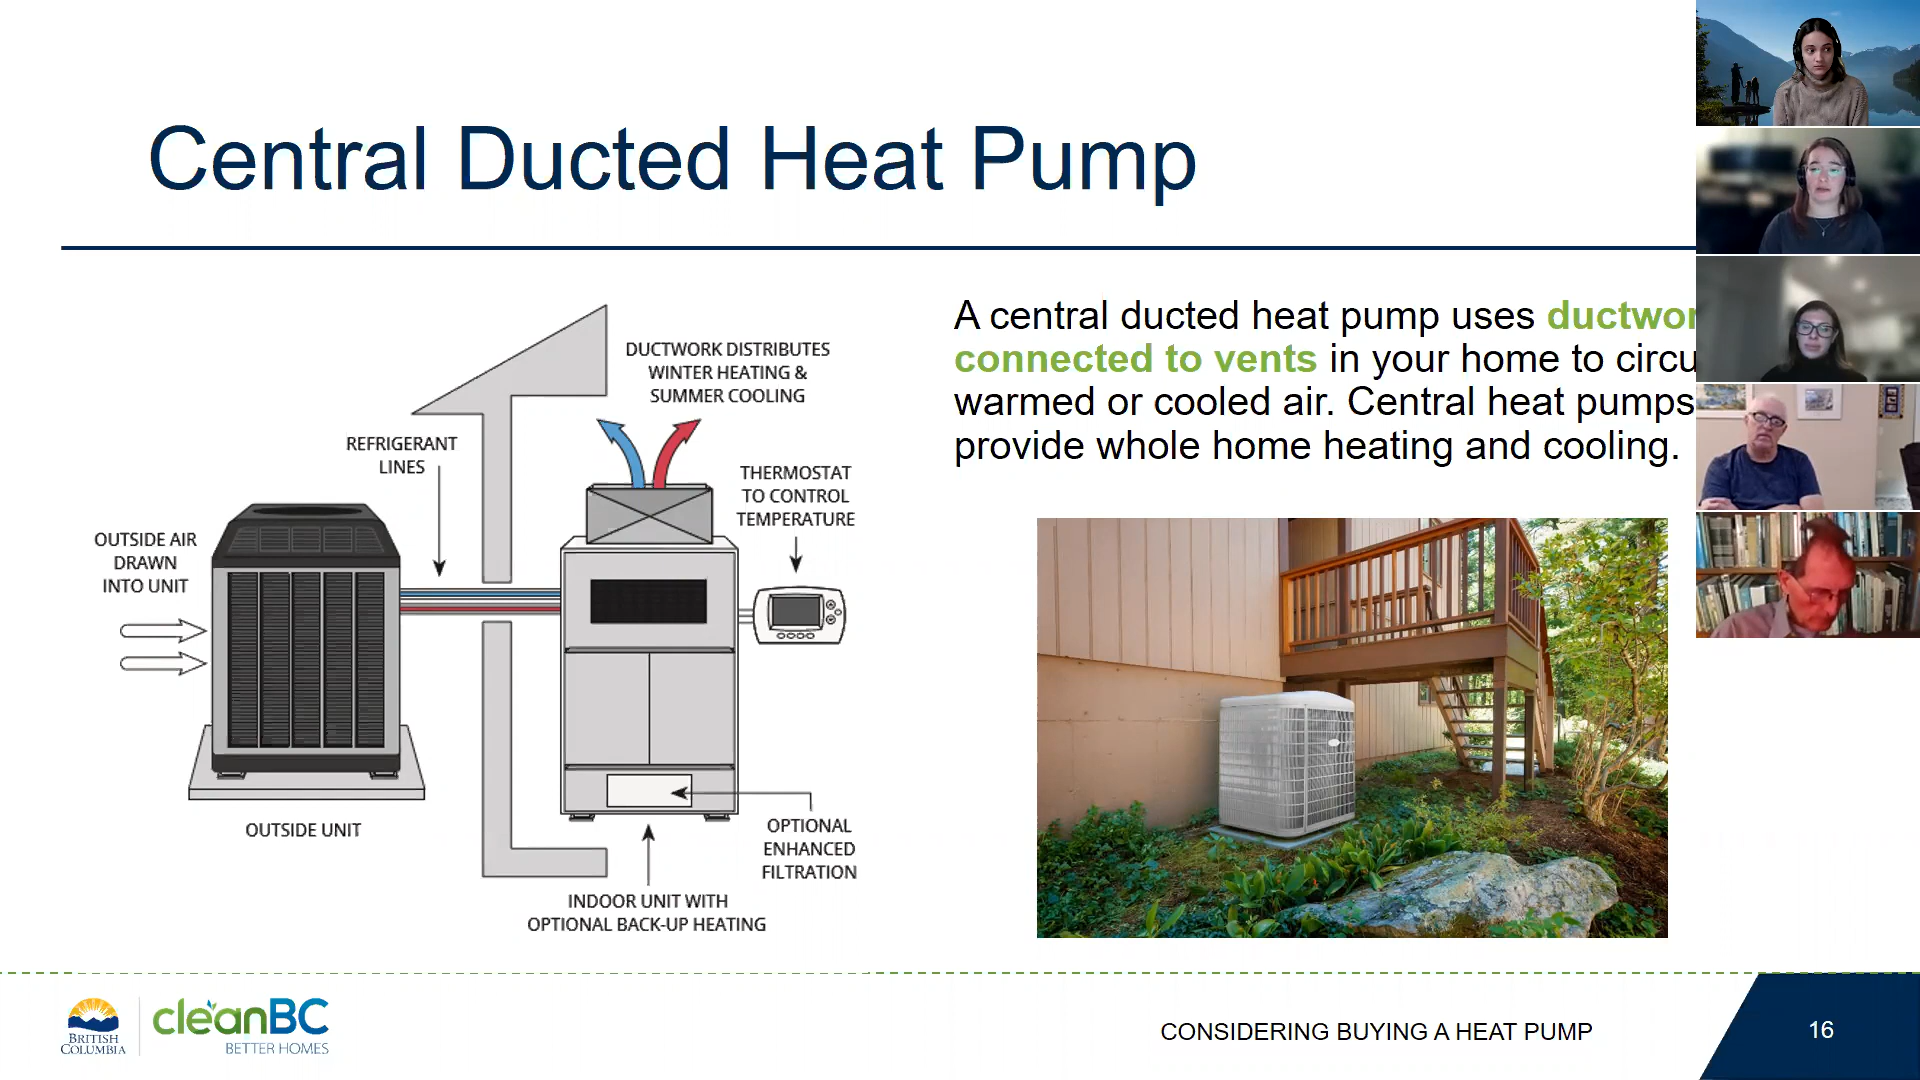 Central Ducted Heat Pump
A central ducted heat pump uses
connected to vents in your home to
warmed or cooled air. Central heat pumps
provide whole home heating and cooling.
DUCTWORK DISTRIBUTES
WINTER HEATING &
SUMMER COOLING
REFRIGERANT
LINES
THERMOSTAT
TO CONTROL
TEMPERATURE
OUTSIDE AIR
DRAWN
INTO UNIT
OUTSIDE UNIT
OPTIONAL
ENHANCED
FILTRATION
INDOOR UNIT WITH
OPTIONAL BACK-UP HEATING
BRITISH
COLUMBIA
cleanBC
BETTER HOMES
CONSIDERING BUYING A HEAT PUMP
16